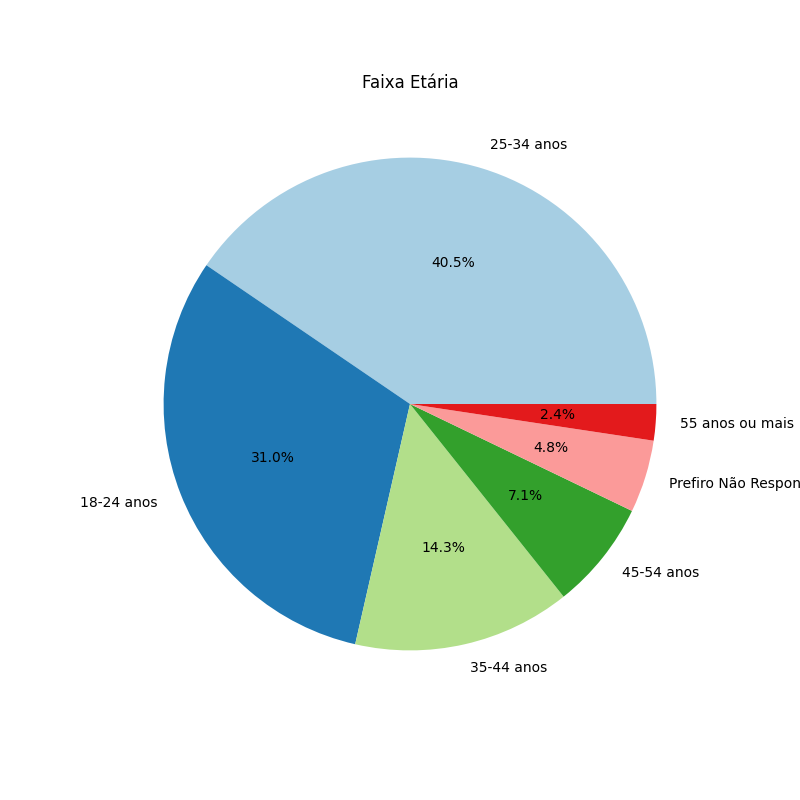 Faixa Etária
25-34 anos
40.5%
2.4%
55 anos ou mais
4.8%
31.0%
Prefiro Não Respon
7.1%
18-24 anos
14.3%
45-54 anos
35-44 anos